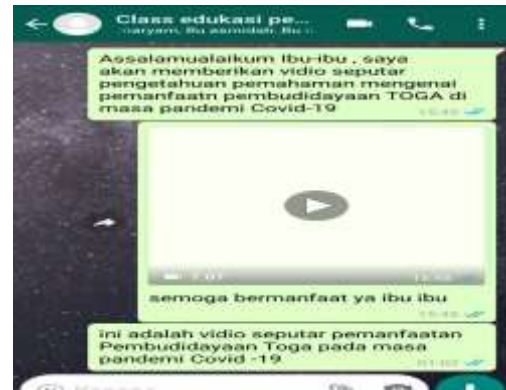 Class edukasi pe...
Assalamualaikum Ibu-ibu , saya
akan memberikan vidio seputar
pengetahuan pemahaman mengenai
pemanfaatn pembudidayaan TOGA di
masa pandemi Covid-19
semoga bermanfaat ya ibu ibu
ini adalah vidio seputar pemanfaatan
Pembudidayaan Toga pada masa
pandemi Covid -19